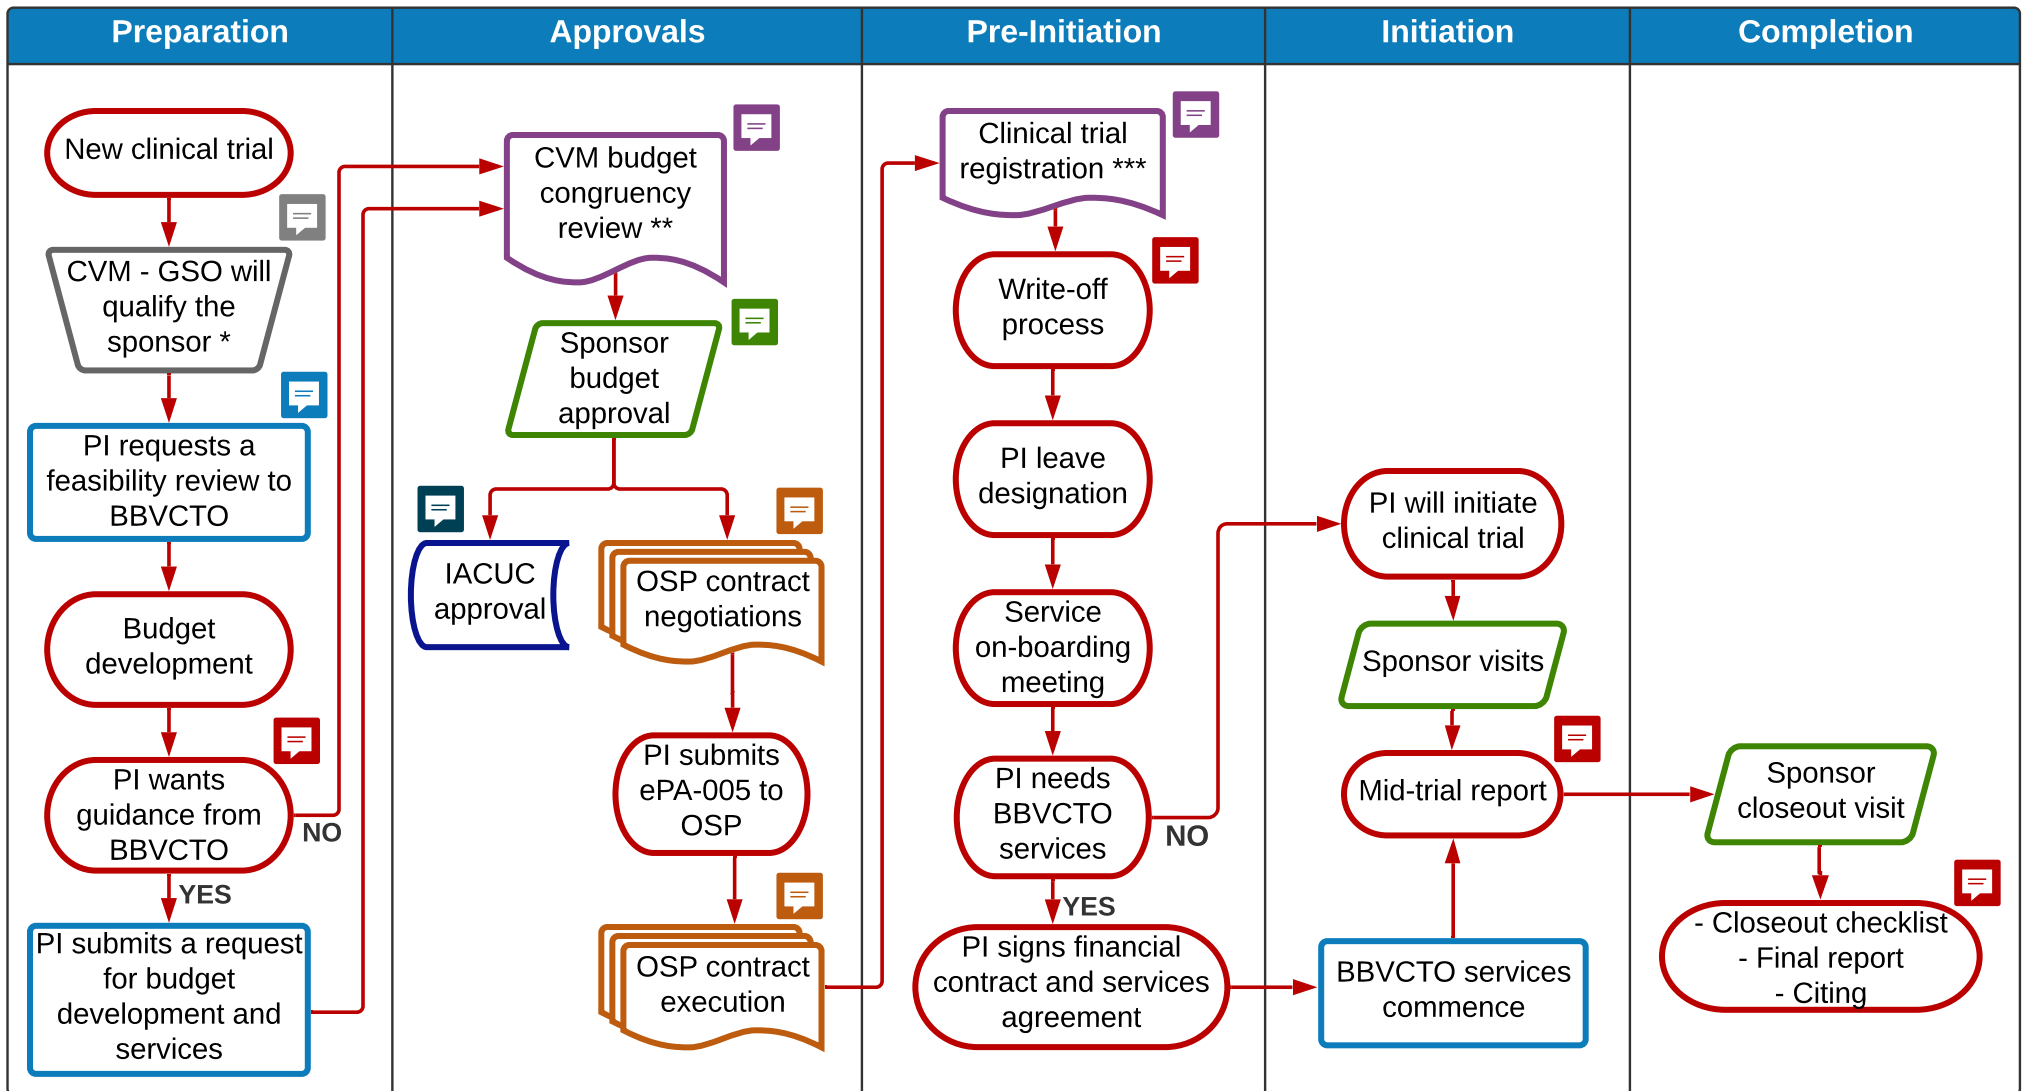 Preparation
New clinical trial
CVM - GSO will
qualify the
sponsor *
PI requests a
feasibility review to
BBVCTO
Budget
development
PI wants
guidance from
BBVCTO
NO
YES
PI submits a request
for budget
development and
services
Approvals
CVM budget
congruency
review **
Sponsor
budget
approval
IACUC
approval
OSP contract
negotiations
PI submits
ePA-005 to
OSP
OSP contract
execution
Pre-Initiation
Clinical trial
registration ***
Write-off
process
PI leave
designation
Service
on-boarding
meeting
PI needs
BBVCTO
services
NO
YES
PI signs financial
contract and services
agreement
Initiation
PI will initiate
clinical trial
Sponsor visits
Mid-trial report
BBVCTO services
commence
Completion
Sponsor
closeout visit
- Closeout checklist
- Final report
- Citing